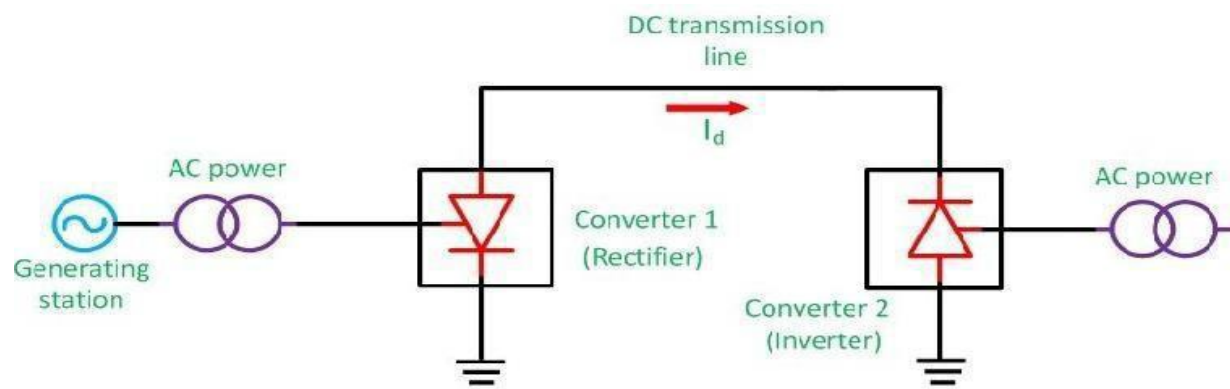 DC transmission
line
I_d
AC power
AC power
Converter 1
(Rectifier)
Generating
station
Converter 2
(Inverter)